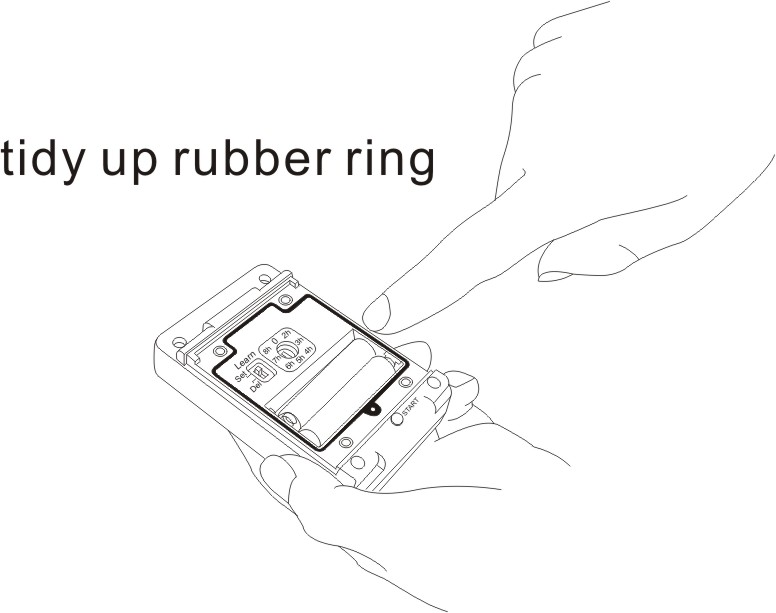 tidy up rubber ring
Learn
Set
Del
0
2h
3h
4h
5h
6h
7h
8h
START